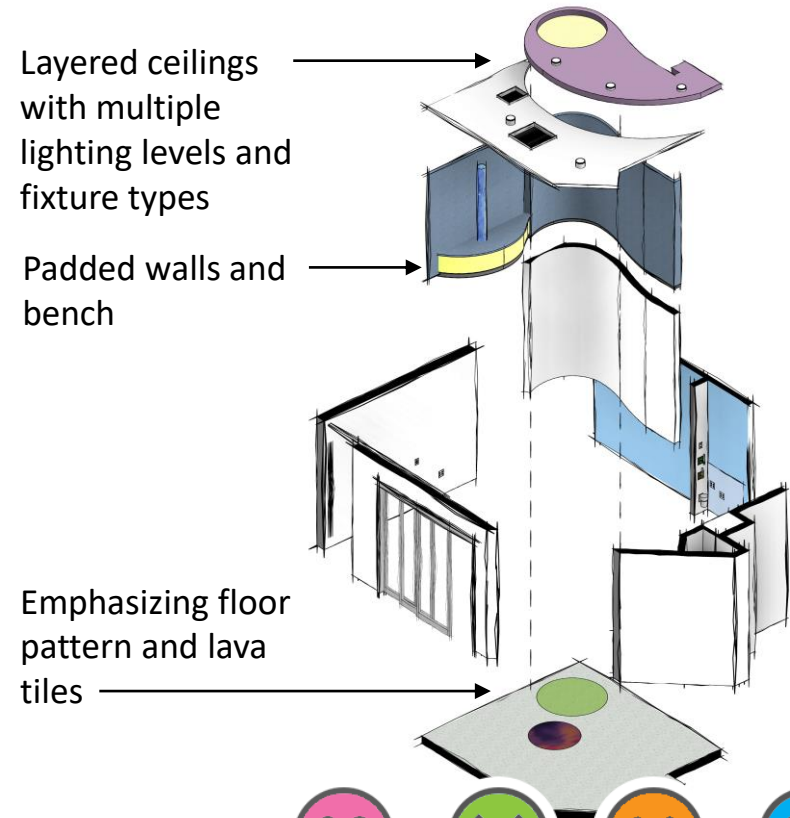 Layered ceilings
with multiple
lighting levels and
fixture types
Padded walls and
bench
Emphasizing floor
pattern and lava
tiles